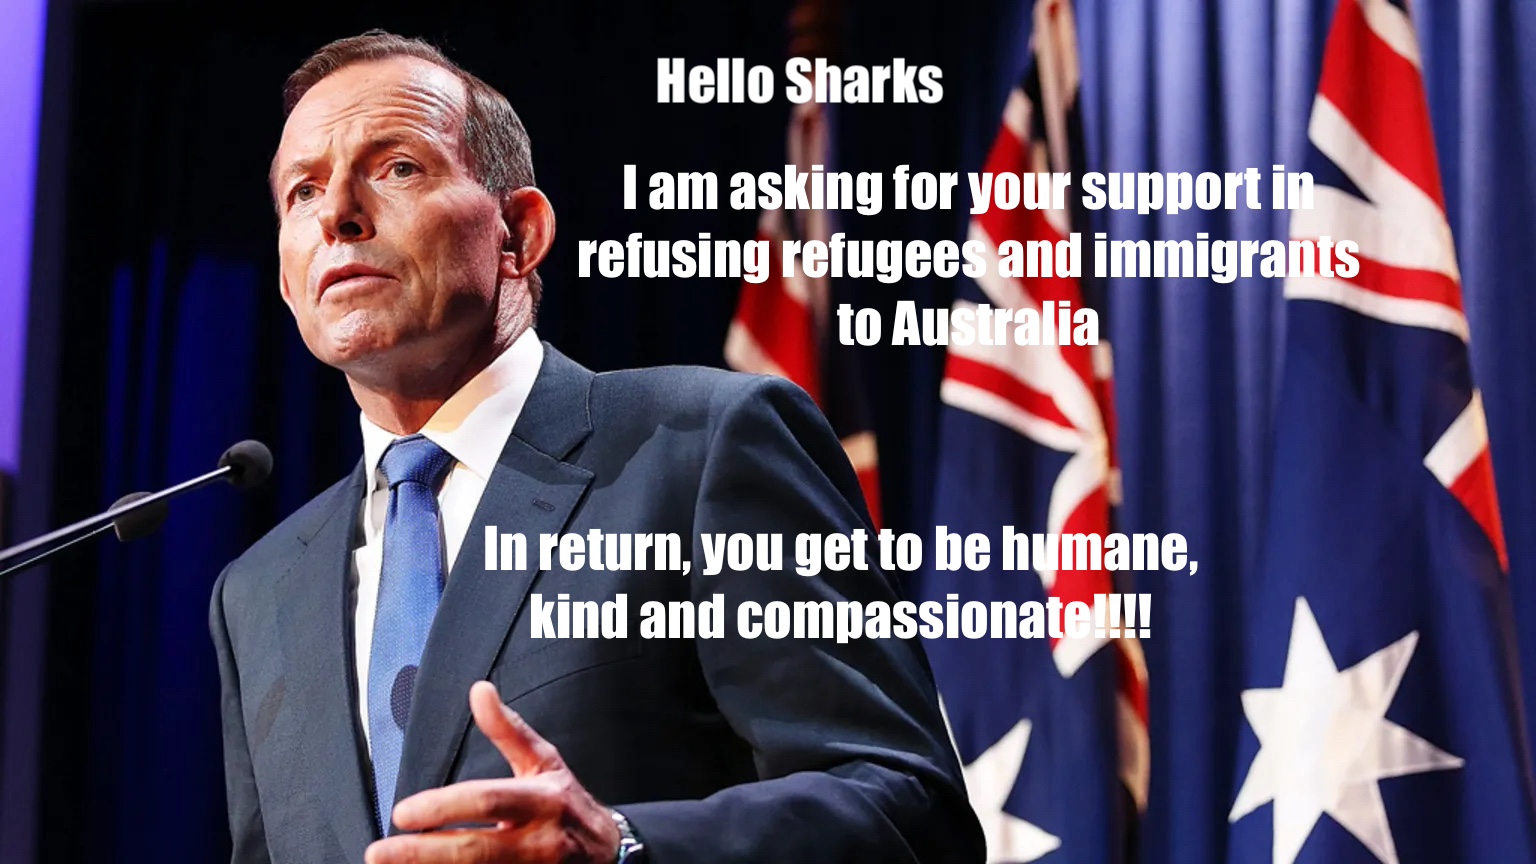 Hello Sharks
I am asking for your support in
refusing refugees and immigrants
to Australia
In return, you get to be humane,
kind and compassionate!!!!